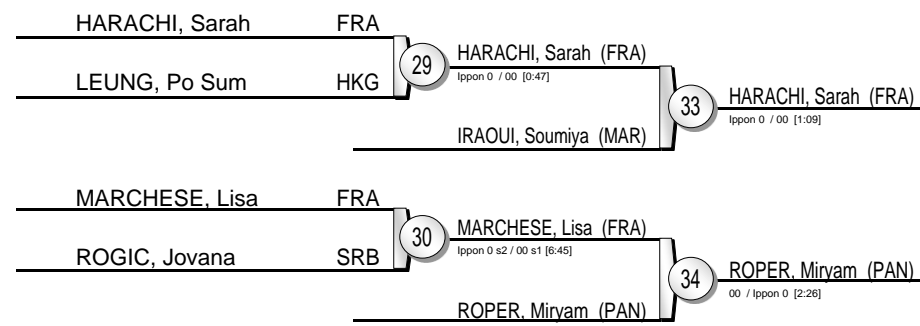 HARACHI, Sarah FRA
LEUNG, Po Sum HKG
29
HARACHI, Sarah (FRA)
Ippon 0 / 00 [0:47]
IRAOUI, Soumiya (MAR)
33
HARACHI, Sarah (FRA)
Ippon 0 / 00 [1:09]
MARCHESE, Lisa FRA
ROGIC, Jovana SRB
30
MARCHESE, Lisa (FRA)
Ippon 0 s2 / 00 s1 [6:45]
ROPER, Miryam (PAN)
34
ROPER, Miryam (PAN)
00 / Ippon 0 [2:26]